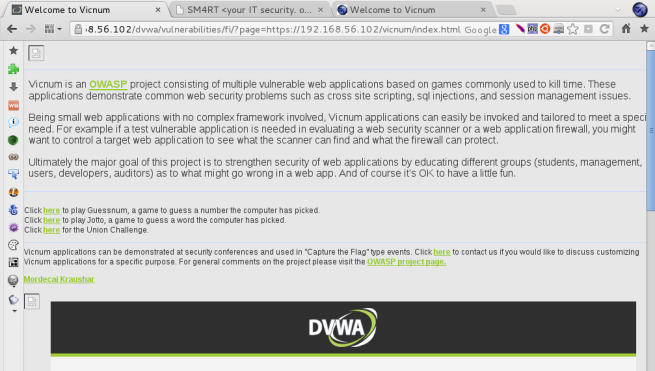 Welcome to Vicnum
SM4RT <your IT security. o...
Welcome to Vicnum
8.56.102/dvwa/vulnerabilities/fi/?page=https://192.168.56.102/vicnum/index.html
Google
Vicnum is an OWASP project consisting of multiple vulnerable web applications based on games commonly used to kill time. These
applications demonstrate common web security problems such as cross site scripting, sql injections, and session management issues.
Being small web applications with no complex framework involved, Vicnum applications can easily be invoked and tailored to meet a speci
need. For example if a test vulnerable application is needed in evaluating a web security scanner or a web application firewall, you might
want to control a target web application to see what the scanner can find and what the firewall can protect.
Ultimately the major goal of this project is to strengthen security of web applications by educating different groups (students, management,
users, developers, auditors) as to what might go wrong in a web app. And of course it's OK to have a little fun.
Click here to play Guessnum, a game to guess a number the computer has picked.
Click here to play Jotto, a game to guess a word the computer has picked.
Click here for the Union Challenge.
Vicnum applications can be demonstrated at security conferences and used in "Capture the Flag" type events. Click here to contact us if you would like to discuss customizing
Vicnum applications for a specific purpose. For general comments on the project please visit the OWASP project page.
Mordecai Kraushar
DVWA